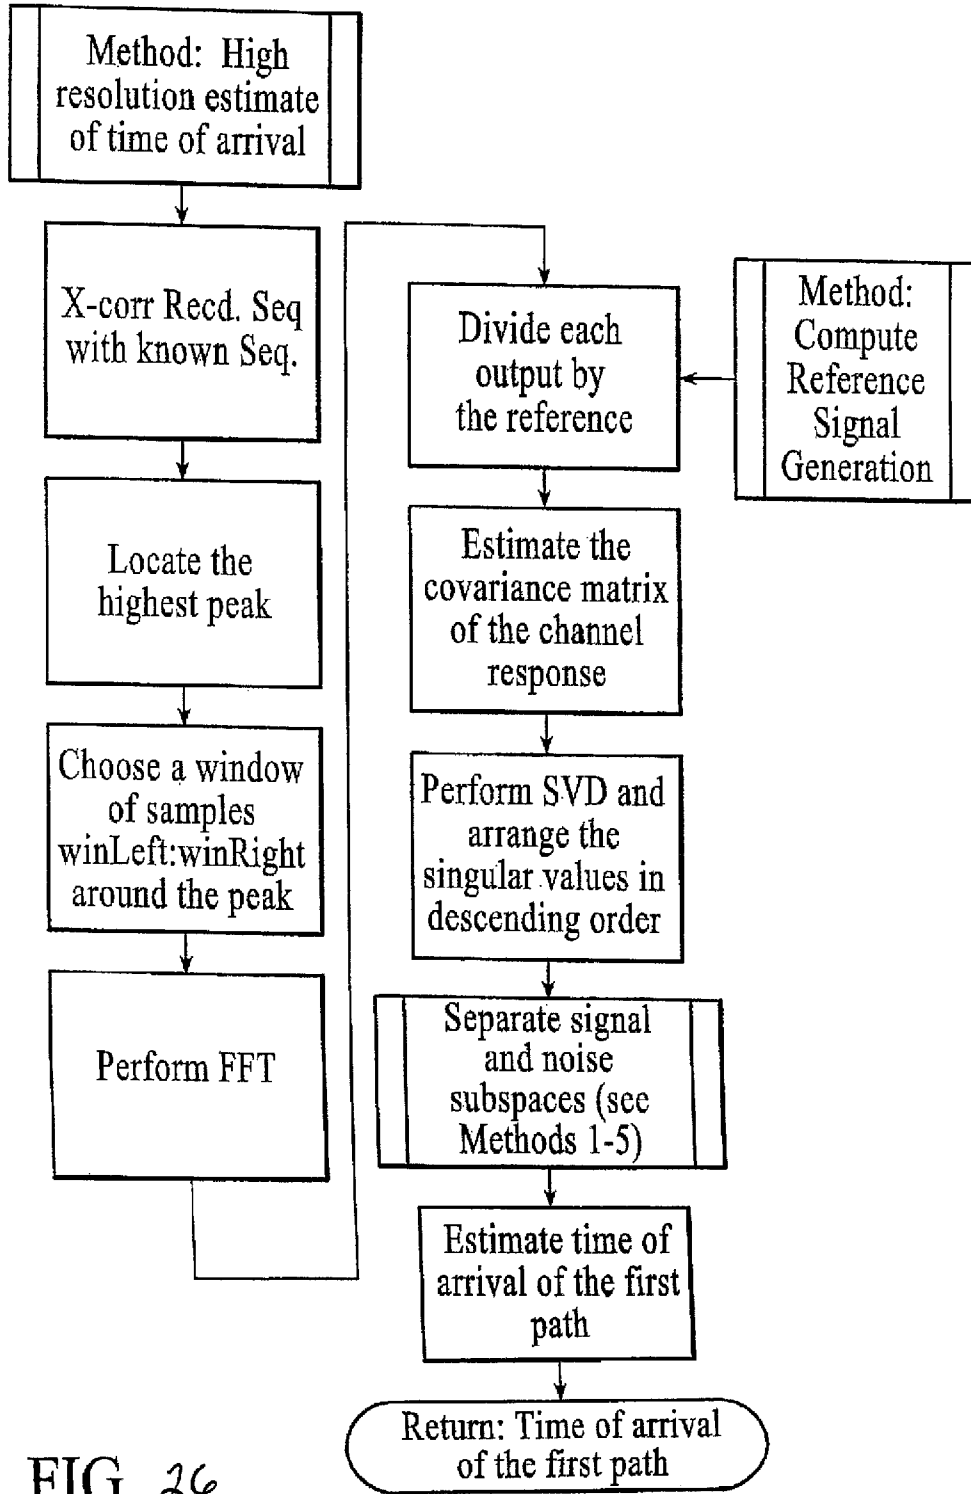 Method: High
resolution estimate
of time of arrival
X-corr Recd. Seq
with known Seq.
Locate the
highest peak
Choose a window
of samples
winLeft:winRight
around the peak
Perform FFT
Divide each
output by
the reference
Method:
Compute
Reference
Signal
Generation
Estimate the
covariance matrix
of the channel
response
Perform SVD and
arrange the
singular values in
descending order
Separate signal
and noise
subspaces (see
Methods 1-5)
Estimate time of
arrival of the first
path
Return: Time of arrival
of the first path
FIG. 26